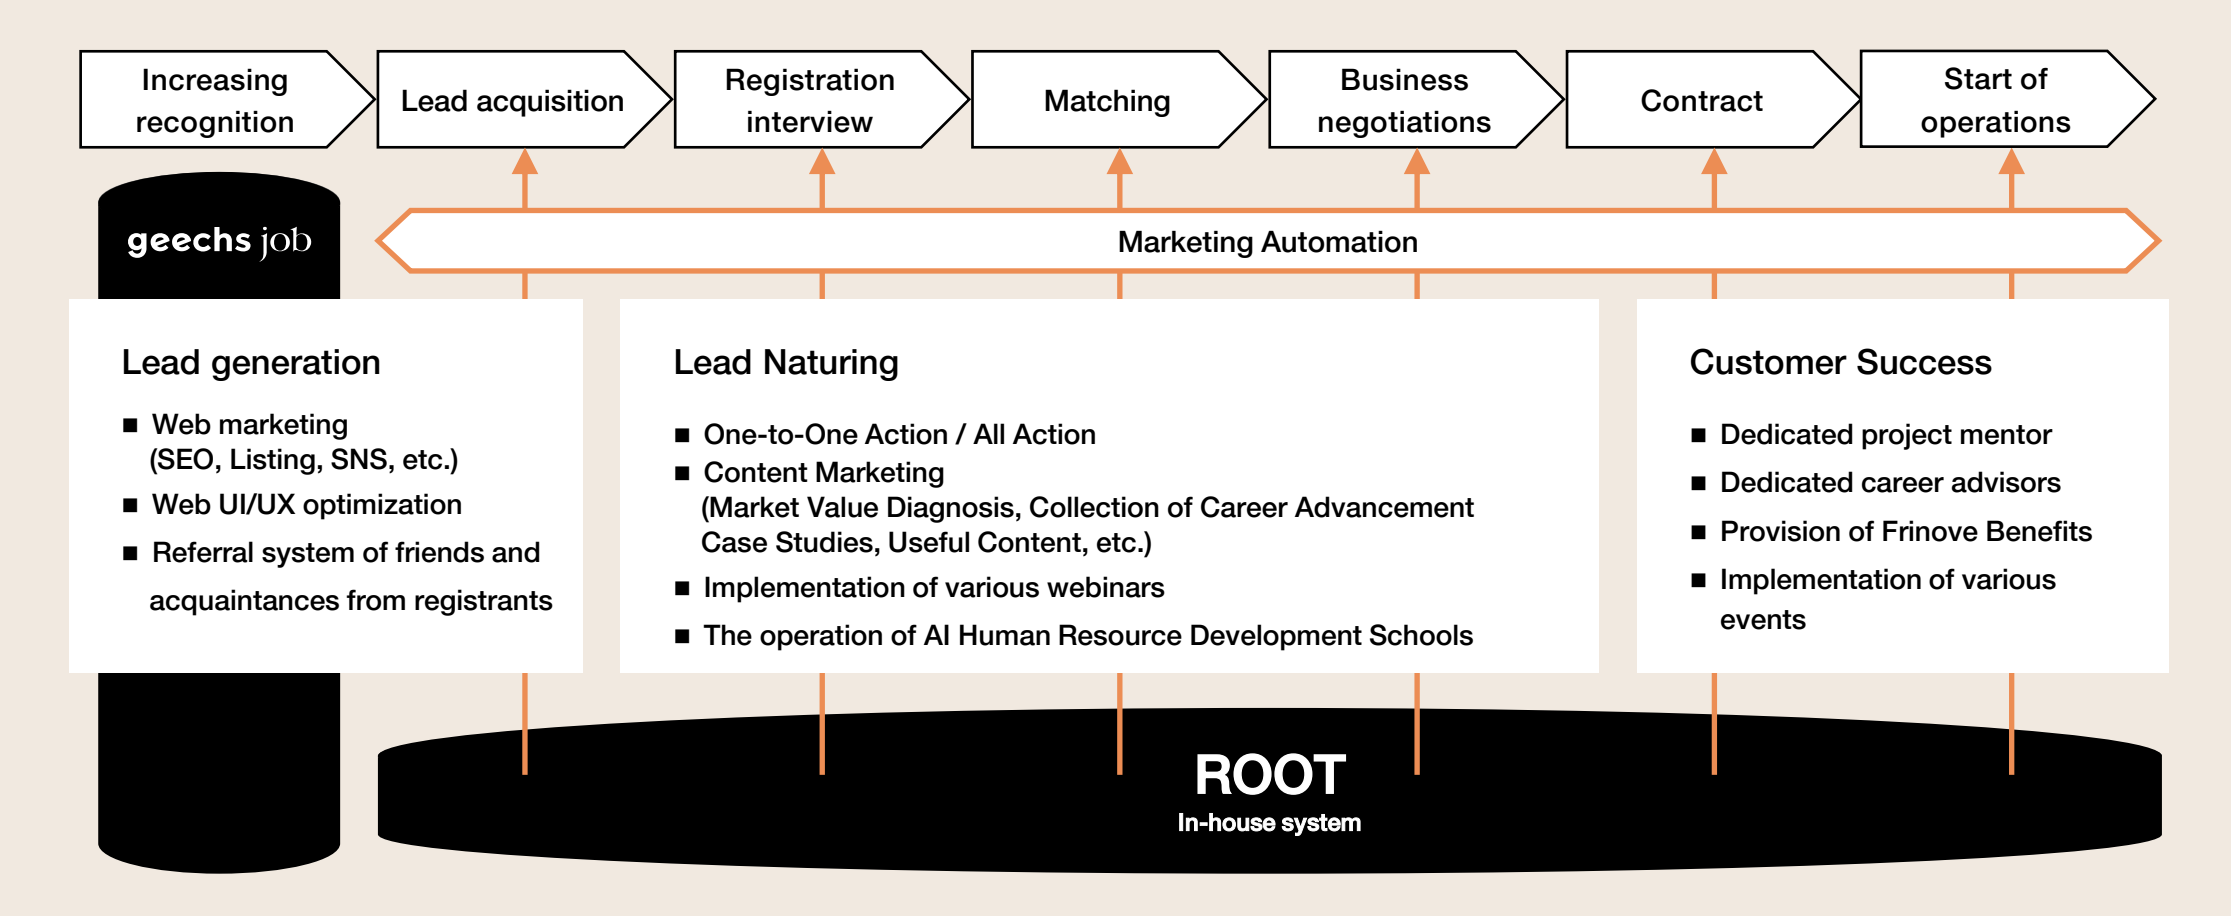 Increasing
recognition
Lead acquisition
Registration
interview
Matching
Business
negotiations
Contract
Start of
operations
geechs job
Marketing Automation
Lead generation
■ Web marketing
(SEO, Listing, SNS, etc.)
■ Web UI/UX optimization
■ Referral system of friends and
acquaintances from registrants
Lead Naturing
■ One-to-One Action / All Action
■ Content Marketing
(Market Value Diagnosis, Collection of Career Advancement
Case Studies, Useful Content, etc.)
■ Implementation of various webinars
■ The operation of AI Human Resource Development Schools
Customer Success
■ Dedicated project mentor
■ Dedicated career advisors
■ Provision of Frinove Benefits
■ Implementation of various
events
ROOT
In-house system